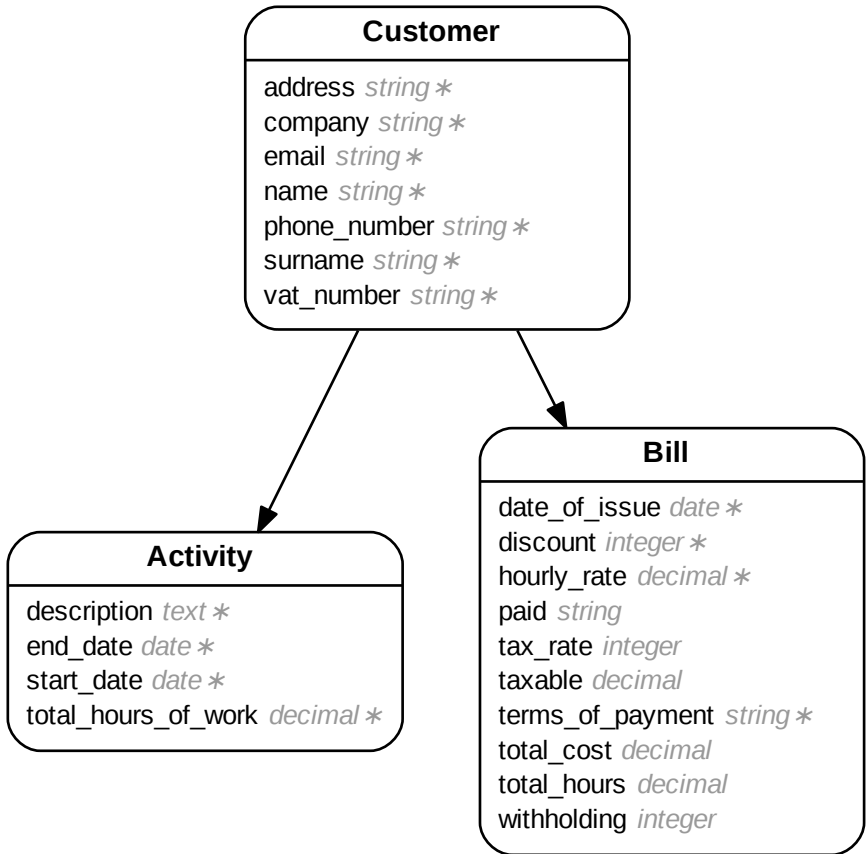 Customer
address string ∗
company string ∗
email string ∗
name string ∗
phone_number string ∗
surname string ∗
vat_number string ∗
Activity
description text ∗
end_date date ∗
start_date date ∗
total_hours_of_work decimal ∗
Bill
date_of_issue date ∗
discount integer ∗
hourly_rate decimal ∗
paid string
tax_rate integer
taxable decimal
terms_of_payment string ∗
total_cost decimal
total_hours decimal
withholding integer